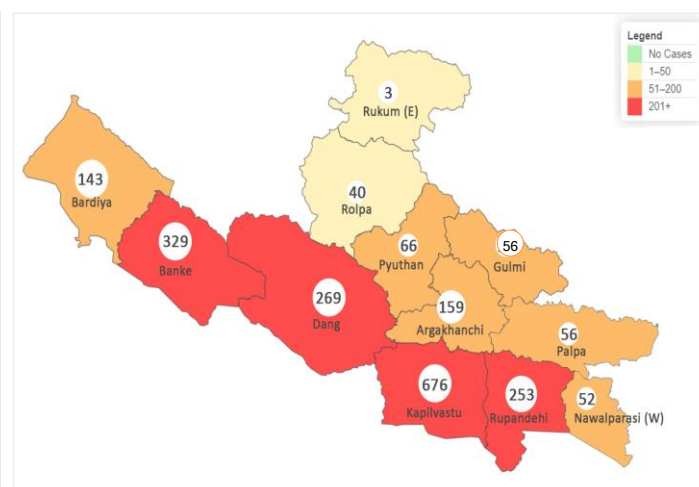 Legend
No Cases
1–50
51–200
201+
3
Rukum (E)
143
Bardiya
40
Rolpa
329
Banke
66
Pyuthan
56
Gulmi
269
Dang
159
Argakhanchi
56
Palpa
676
Kapilvastu
253
Rupandehi
52
Nawalparasi (W)